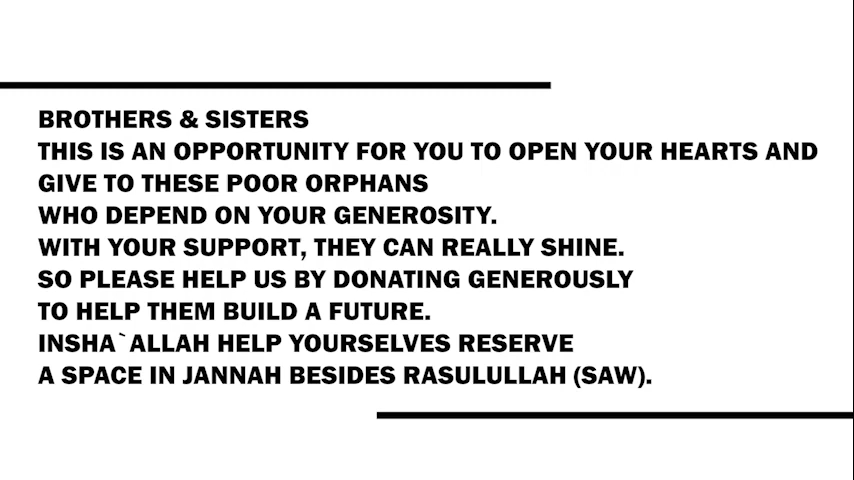 BROTHERS & SISTERS
THIS IS AN OPPORTUNITY FOR YOU TO OPEN YOUR HEARTS AND
GIVE TO THESE POOR ORPHANS
WHO DEPEND ON YOUR GENEROSITY.
WITH YOUR SUPPORT, THEY CAN REALLY SHINE.
SO PLEASE HELP US BY DONATING GENEROUSLY
TO HELP THEM BUILD A FUTURE.
INSHA`ALLAH HELP YOURSELVES RESERVE
A SPACE IN JANNAH BESIDES RASULULLAH (SAW).